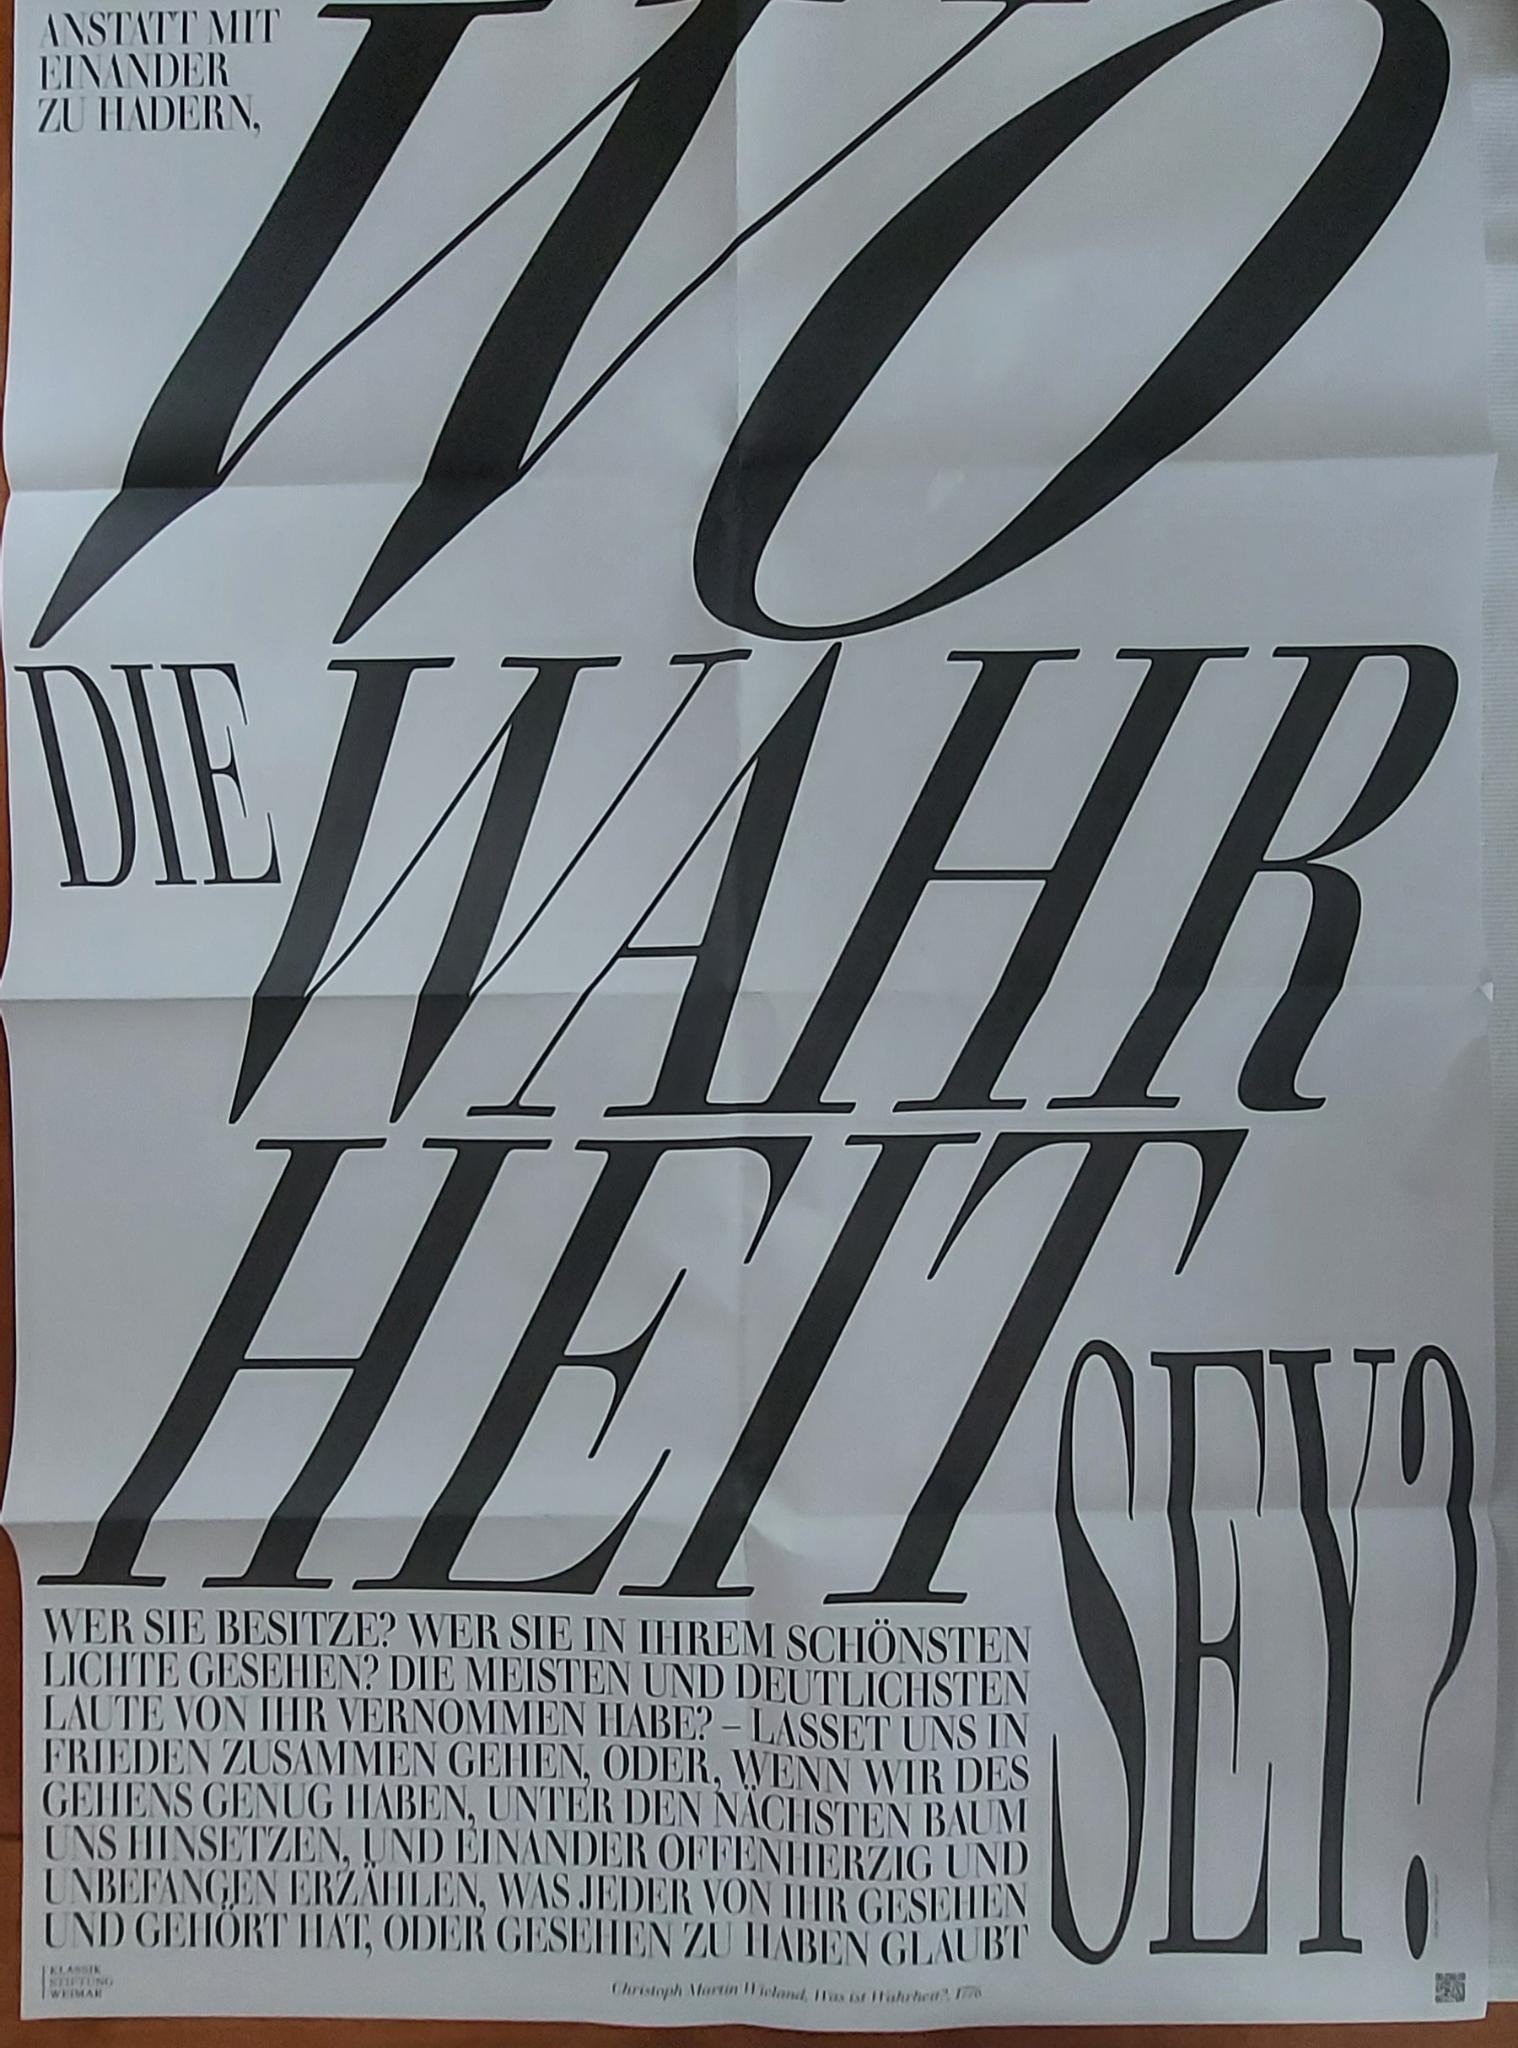 ANSTATT MIT
EINANDER
ZU HADERN,
WO
DIE WAHR
HEIT
SEY?
WER SIE BESITZE? WER SIE IN IHREM SCHÖNSTEN
LICHTE GESEHEN? DIE MEISTEN UND DEUTLICHSTEN
LAUTE VON IHR VERNOMMEN HABE? – LASSET UNS IN
FRIEDEN ZUSAMMEN GEHEN, ODER, WENN WIR DES
GEHENS GENUG HABEN, UNTER DEN NÄCHSTEN BAUM
UNS HINSETZEN, UND EINANDER OFFENHERZIG UND
UNBEFANGEN ERZÄHLEN, WAS JEDER VON IHR GESEHEN
UND GEHÖRT HAT, ODER GESEHEN ZU HABEN GLAUBT
KLASSIK
STIFTUNG
WEIMAR
Christoph Martin Wieland, Was ist Wahrheit?, 1776